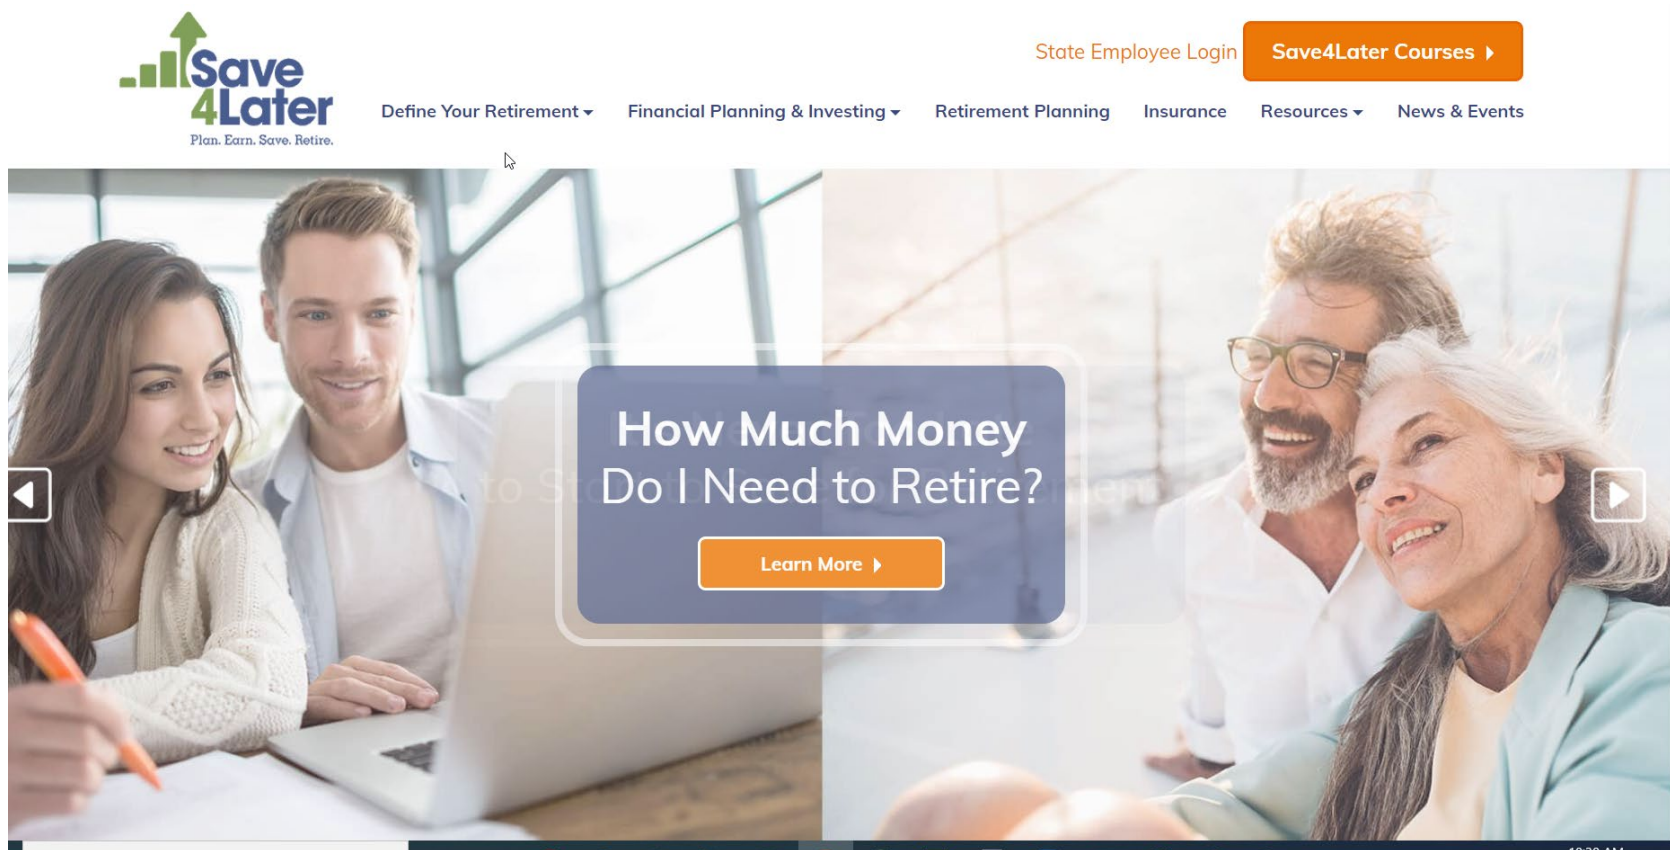 Save
4Later
Plan. Earn. Save. Retire.
State Employee Login
Save4Later Courses
Define Your Retirement
Financial Planning & Investing
Retirement Planning
Insurance
Resources
News & Events
How Much Money
Do I Need to Retire?
Learn More